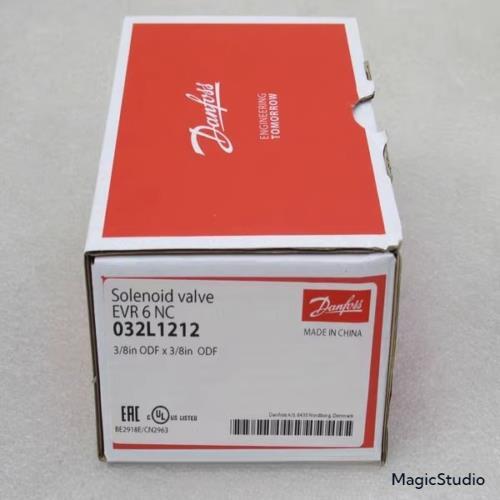 Danfoss
ENGINEERING
TOMORROW
Solenoid valve
EVR 6 NC
032L1212
3/8in ODF x 3/8in ODF
Danfoss
MADE IN CHINA
EAC c UL us LISTED
BE2918E/CN2963
Danfoss A/S, 6430 Nordborg, Denmark
MagicStudio